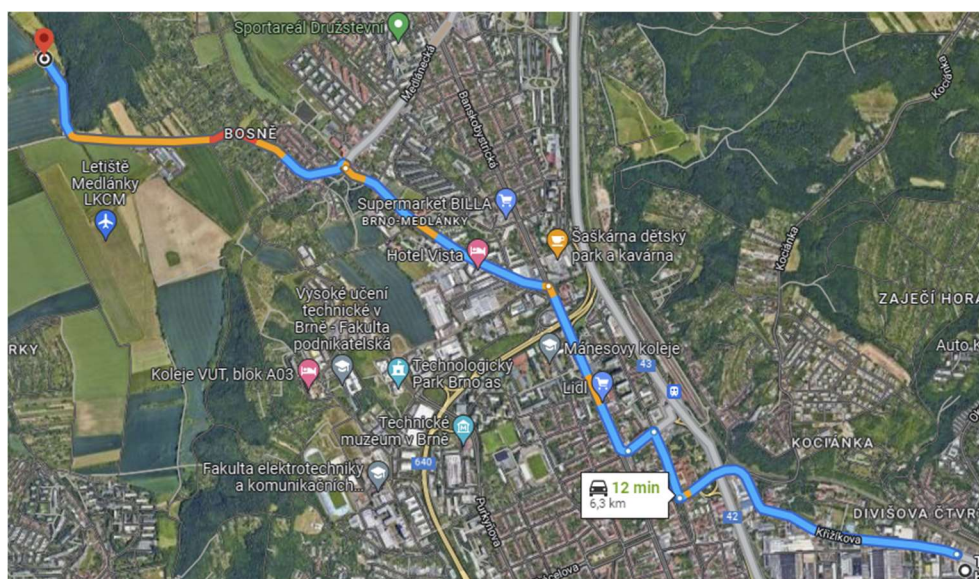 Sportareál Družstevní
Medlánecká
Kociánka
Banskobystrická
BOSNĚ
Letiště
Medlánky
LKCM
Supermarket BILLA
BRNO-MEDLÁNKY
Hotel Vista
Šaškárna dětský
park a kavárna
Kociánka
Vysoké učení
technické v
Brně - Fakulta
podnikatelská
ZAJEČÍ HORA
RKY
Mánesovy koleje
Auto K
Koleje VUT, blok A03
Technologický
Park Brno as
43
Lidl
Technické
muzeum v Brně
KOCIÁNKA
640
Fakulta elektrotechniky
a komunikačních...
12 min
6,3 km
Purkyňova
42
DIVIŠOVA ČTVR
Křižíkova